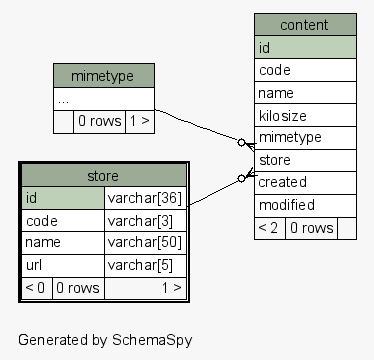 content
id
code
name
kilosize
mimetype
store
created
modified
< 2 0 rows
mimetype
...
0 rows 1 >
store
id varchar[36]
code varchar[3]
name varchar[50]
url varchar[5]
< 0 0 rows 1 >
Generated by SchemaSpy